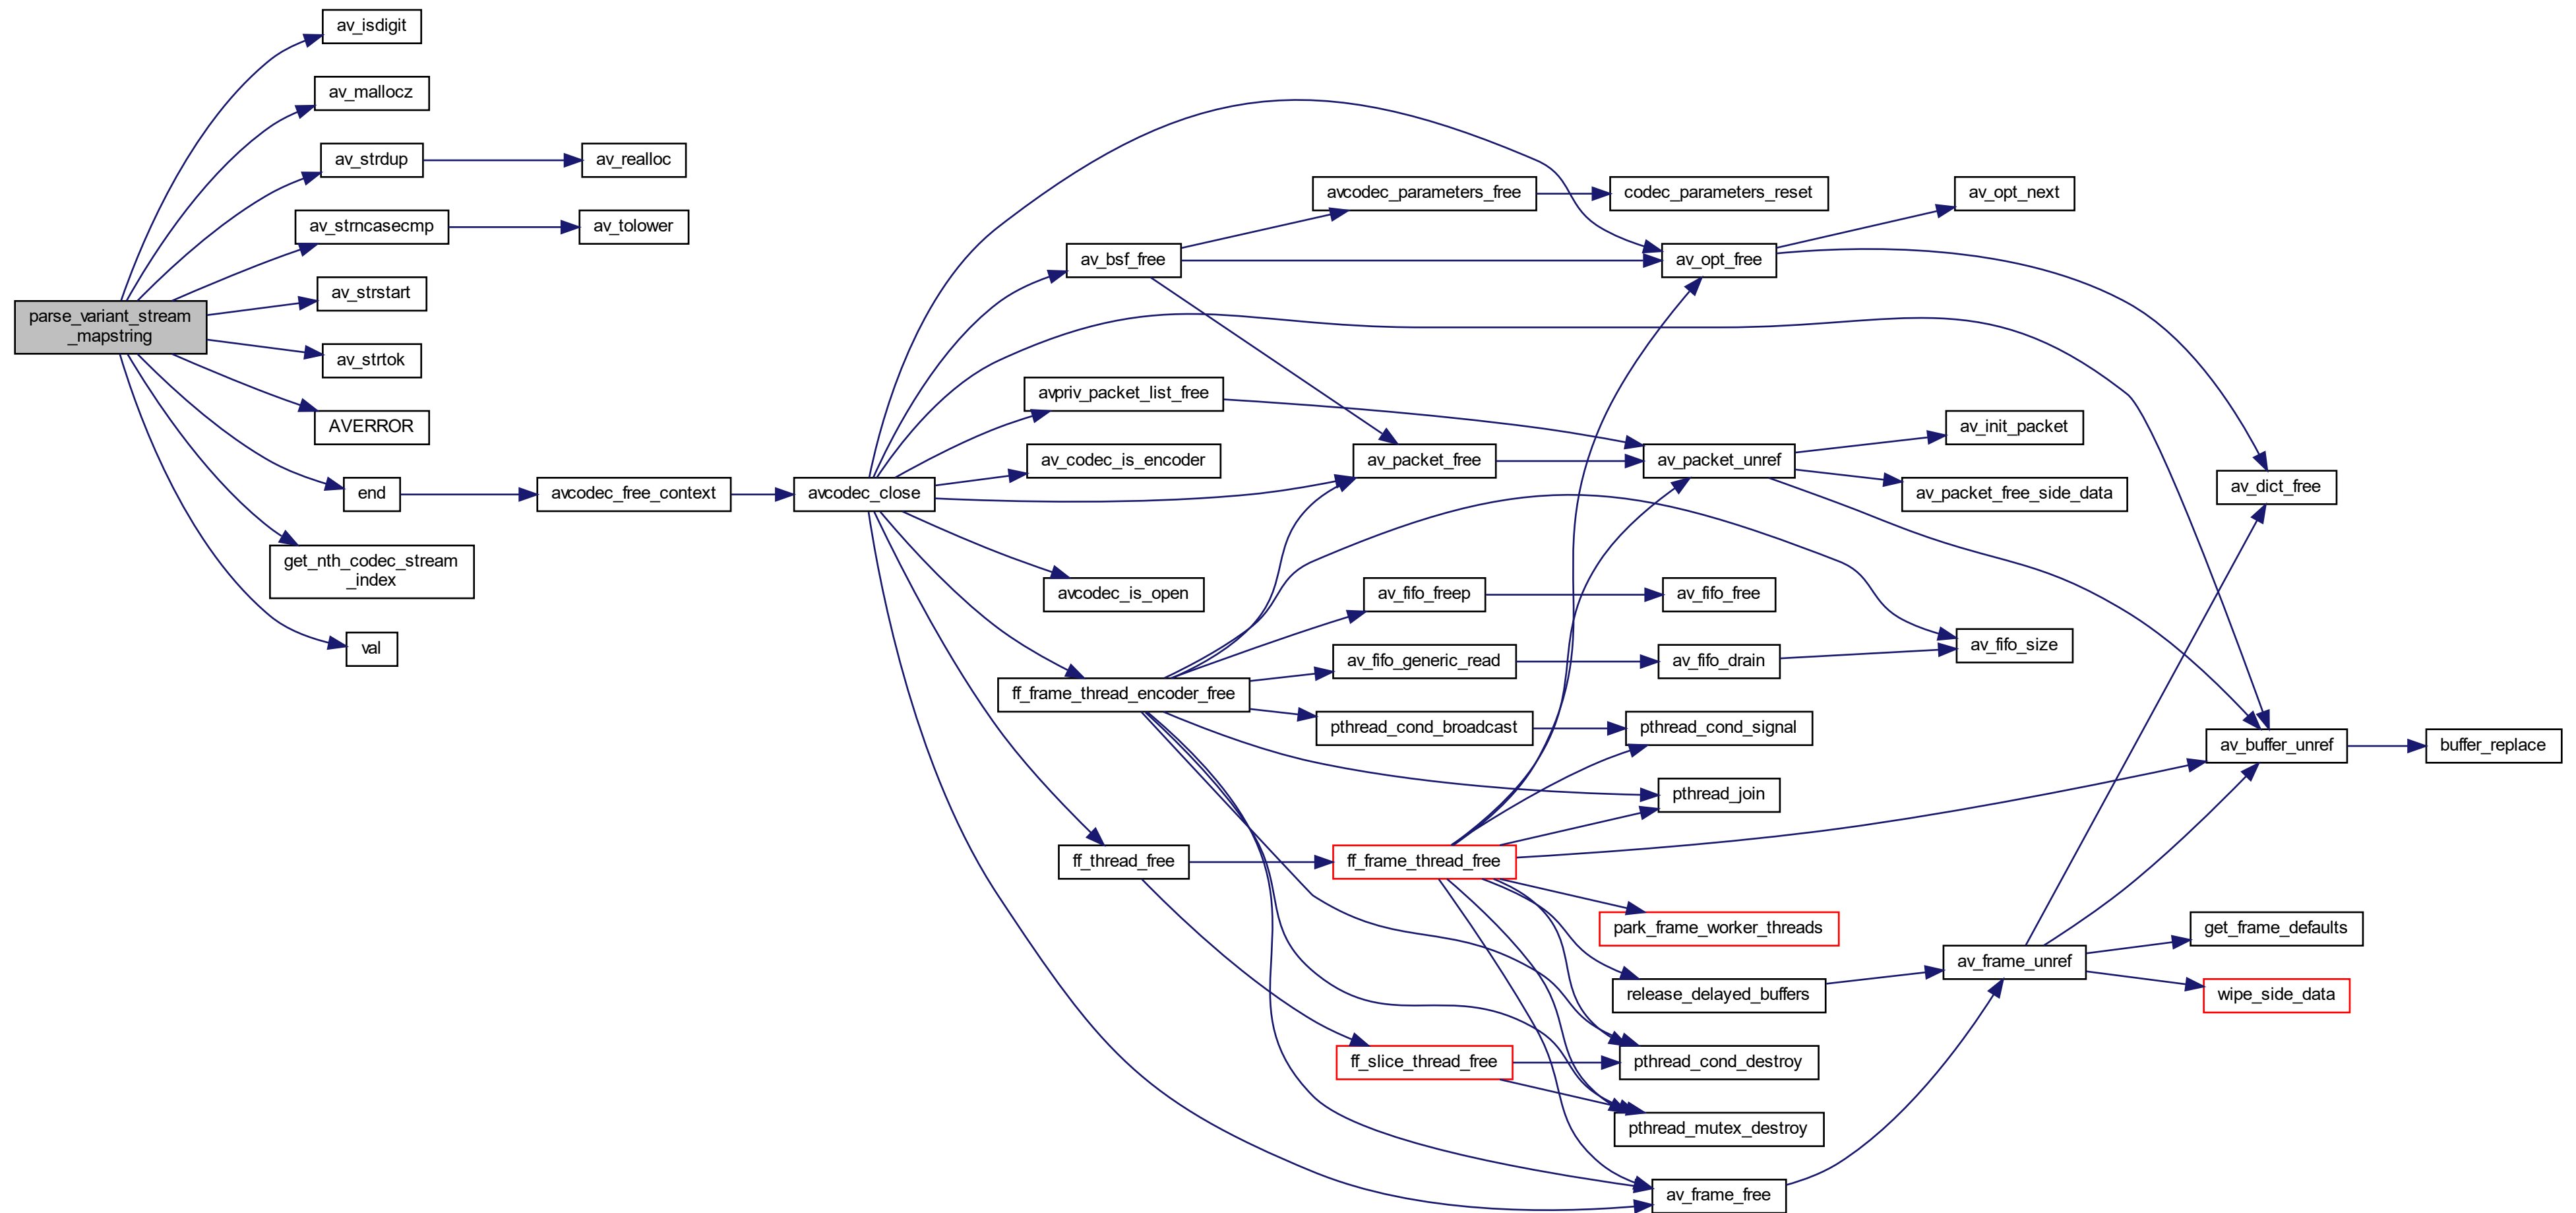 parse_variant_stream
_mapstring
av_isdigit
av_mallocz
av_strdup
av_realloc
av_strncasecmp
av_tolower
av_strstart
av_strtok
AVERROR
end
get_nth_codec_stream
_index
val
avcodec_free_context
avcodec_close
av_bsf_free
avpriv_packet_list_free
av_codec_is_encoder
avcodec_is_open
ff_frame_thread_encoder_free
ff_thread_free
avcodec_parameters_free
codec_parameters_reset
av_packet_free
av_fifo_freep
av_fifo_generic_read
pthread_cond_broadcast
ff_frame_thread_free
ff_slice_thread_free
av_opt_free
av_packet_unref
av_fifo_free
av_fifo_drain
pthread_cond_signal
pthread_join
park_frame_worker_threads
release_delayed_buffers
pthread_cond_destroy
pthread_mutex_destroy
av_frame_free
av_opt_next
av_init_packet
av_packet_free_side_data
av_fifo_size
av_frame_unref
av_dict_free
av_buffer_unref
get_frame_defaults
wipe_side_data
buffer_replace